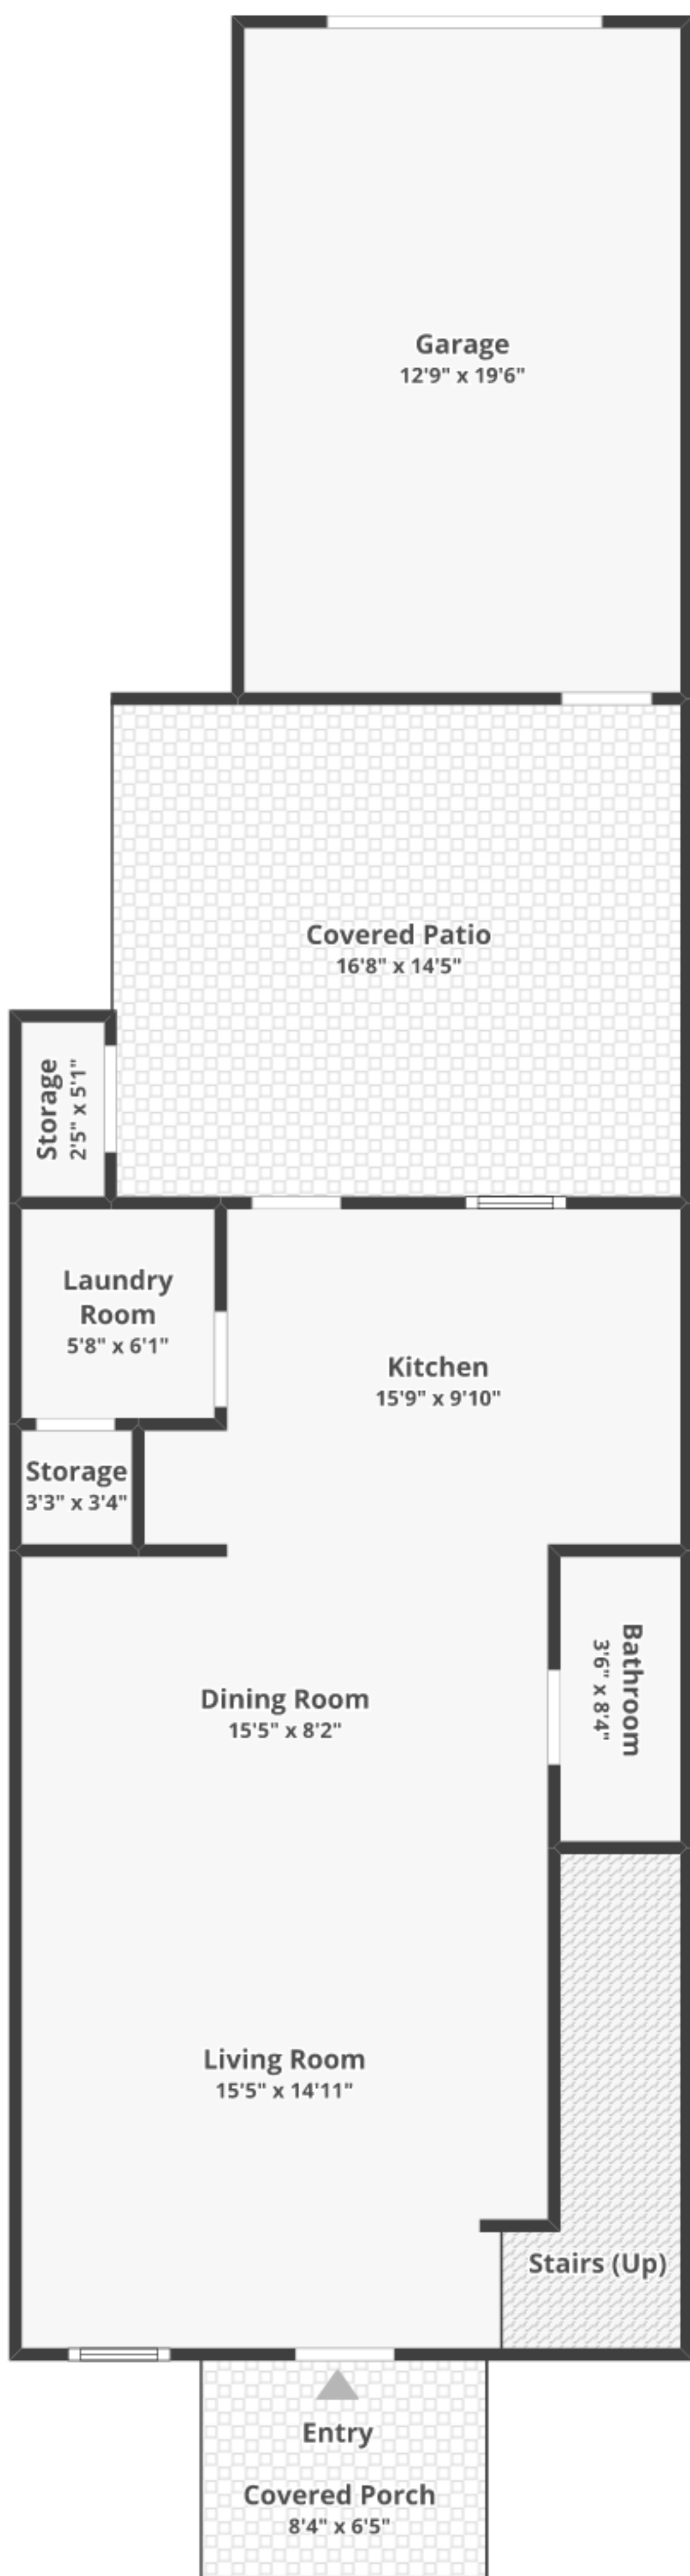 Garage
12'9" x 19'6"
Covered Patio
16'8" x 14'5"
Storage
2'5" x 5'1"
Laundry
Room
5'8" x 6'1"
Kitchen
15'9" x 9'10"
Storage
3'3" x 3'4"
Bathroom
3'6" x 8'4"
Dining Room
15'5" x 8'2"
Living Room
15'5" x 14'11"
Stairs (Up)
Entry
Covered Porch
8'4" x 6'5"